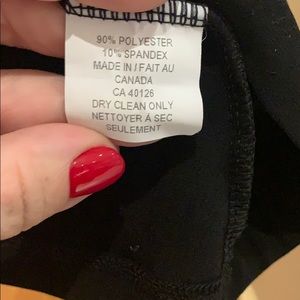 90% POLYESTER
10% SPANDEX
MADE IN / FAIT AU
CANADA
CA 40126
DRY CLEAN ONLY
NETTOYER À SEC
SEULEMENT